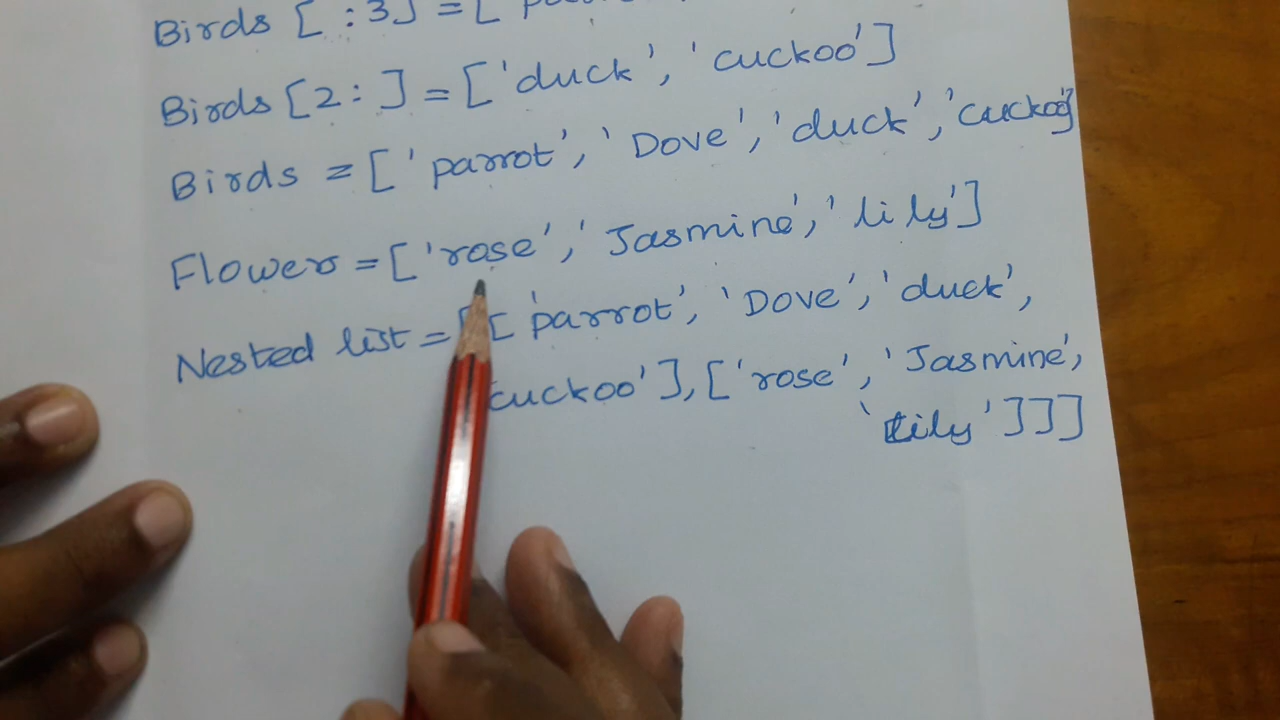 Birds [:3] = [
Birds [2:] = ['duck', 'cuckoo']
Birds = ['parrot', 'Dove', 'duck', 'cuckoo]
Flowers = ['rose', 'Jasmine', 'lily']
Nested list = [['parrot', 'Dove', 'duck',
cuckoo'], ['rose', 'Jasmine',
'lily']]]